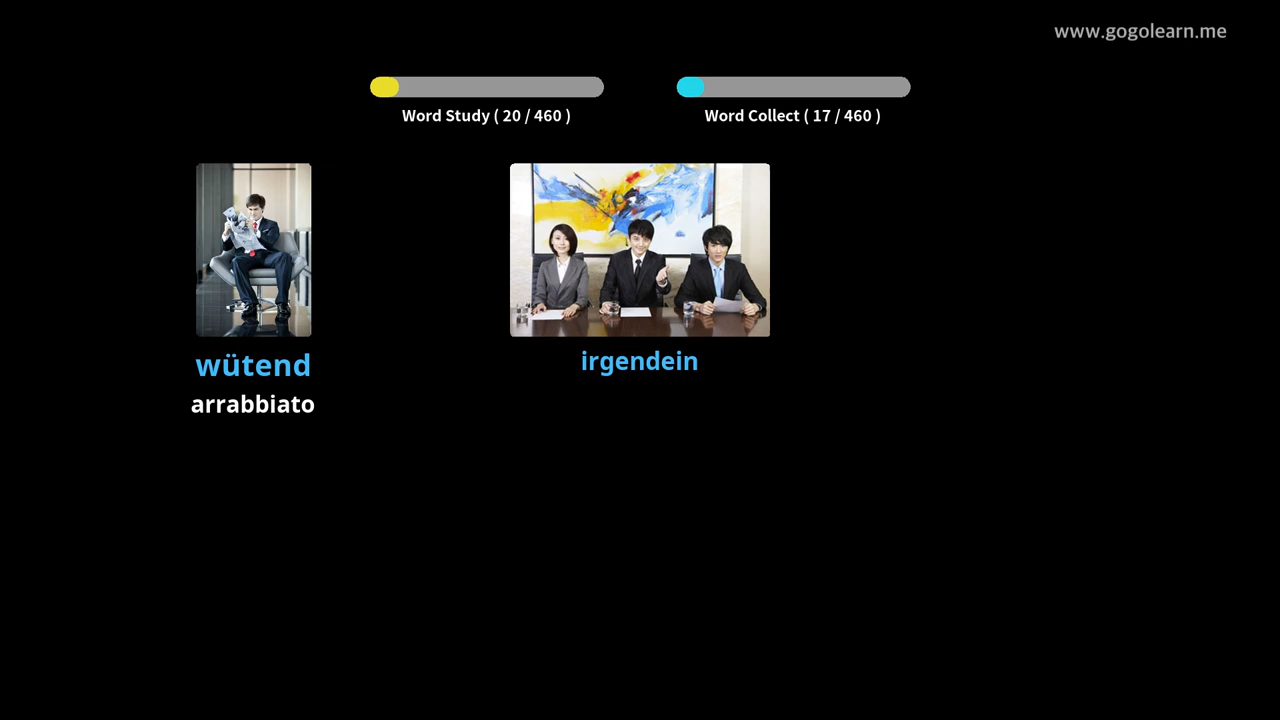 www.gogolearn.me
Word Study ( 20 / 460 )
Word Collect ( 17 / 460 )
wütend
arrabbiato
irgendein